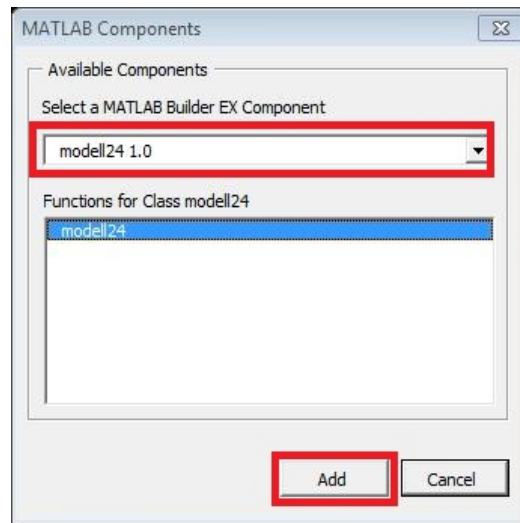 MATLAB Components
Available Components
Select a MATLAB Builder EX Component
modell24 1.0
Functions for Class modell24
modell24
Add
Cancel